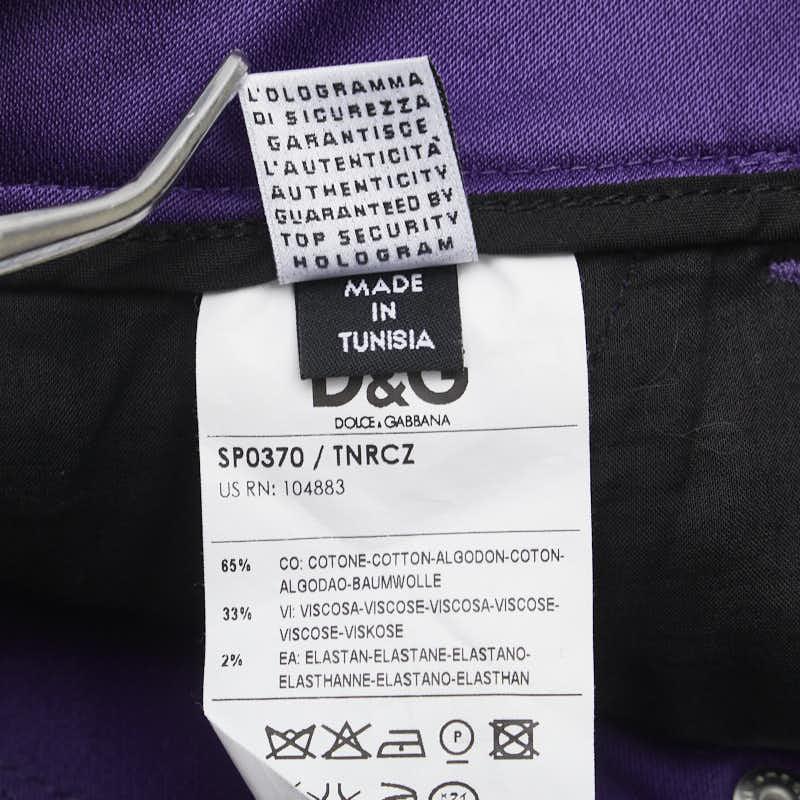 L'OLOGRAMMA
DI SICUREZZA
GARANTISCE
L'AUTENTICITÀ
AUTHENTICITY
GUARANTEED BY
TOP SECURITY
HOLOGRAM
MADE
IN
TUNISIA
D&G
DOLCE & GABBANA
SP0370 / TNRCZ
US RN: 104883
65% CO: COTONE-COTTON-ALGODON-COTON-
ALGODAO-BAUMWOLLE
33% VI: VISCOSA-VISCOSE-VISCOSA-VISCOSE-
VISCOSE-VISKOSE
2% EA: ELASTAN-ELASTANE-ELASTANO-
ELASTHANNE-ELASTANO-ELASTHAN
P